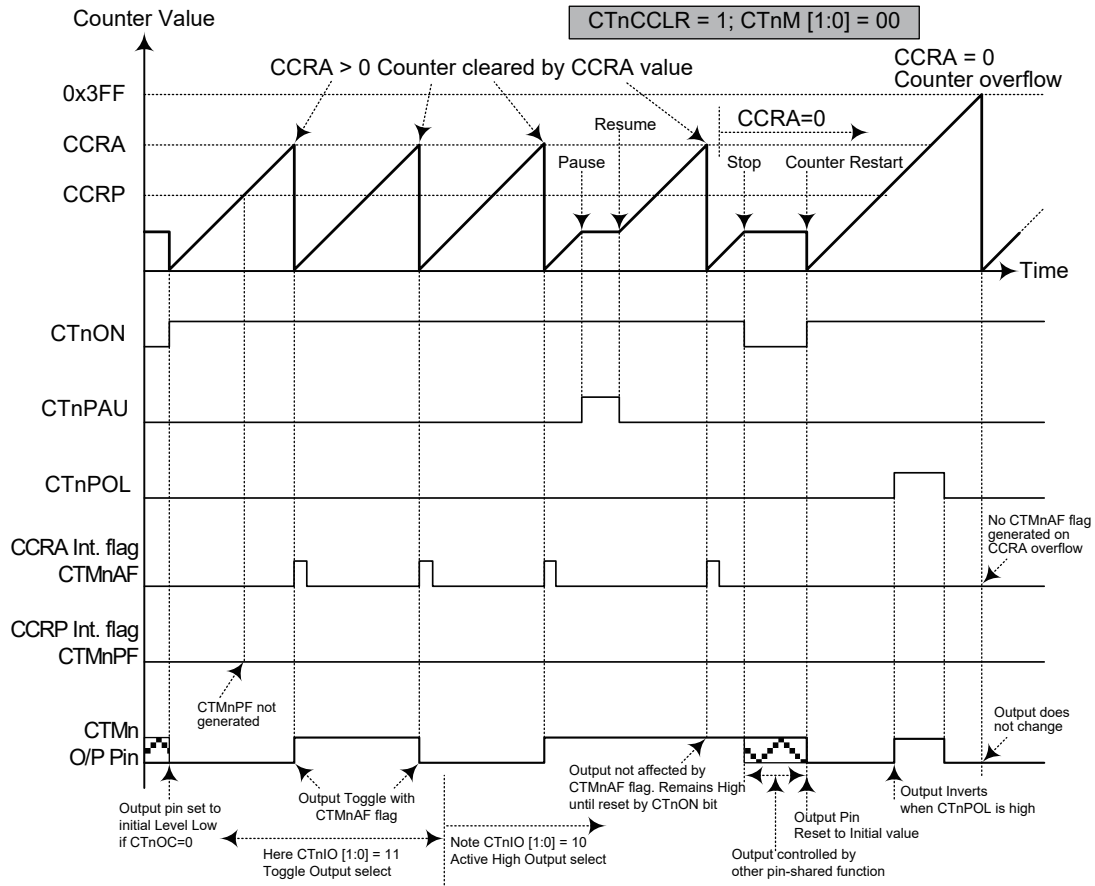 Counter Value
CTnCCLR = 1; CTnM [1:0] = 00
CCRA > 0 Counter cleared by CCRA value
CCRA = 0
Counter overflow
0x3FF
CCRA
CCRP
Resume
CCRA=0
Pause
Stop
Counter Restart
Time
CTnON
CTnPAU
CTnPOL
CCRA Int. flag
CTMnAF
No CTMnAF flag
generated on
CCRA overflow
CCRP Int. flag
CTMnPF
CTMnPF not
generated
CTMn
O/P Pin
Output does
not change
Output pin set to
initial Level Low
if CTnOC=0
Output Toggle with
CTMnAF flag
Output not affected by
CTMnAF flag. Remains High
until reset by CTnON bit
Output Inverts
when CTnPOL is high
Output Pin
Reset to Initial value
Here CTnIO [1:0] = 11
Toggle Output select
Note CTnIO [1:0] = 10
Active High Output select
Output controlled by
other pin-shared function